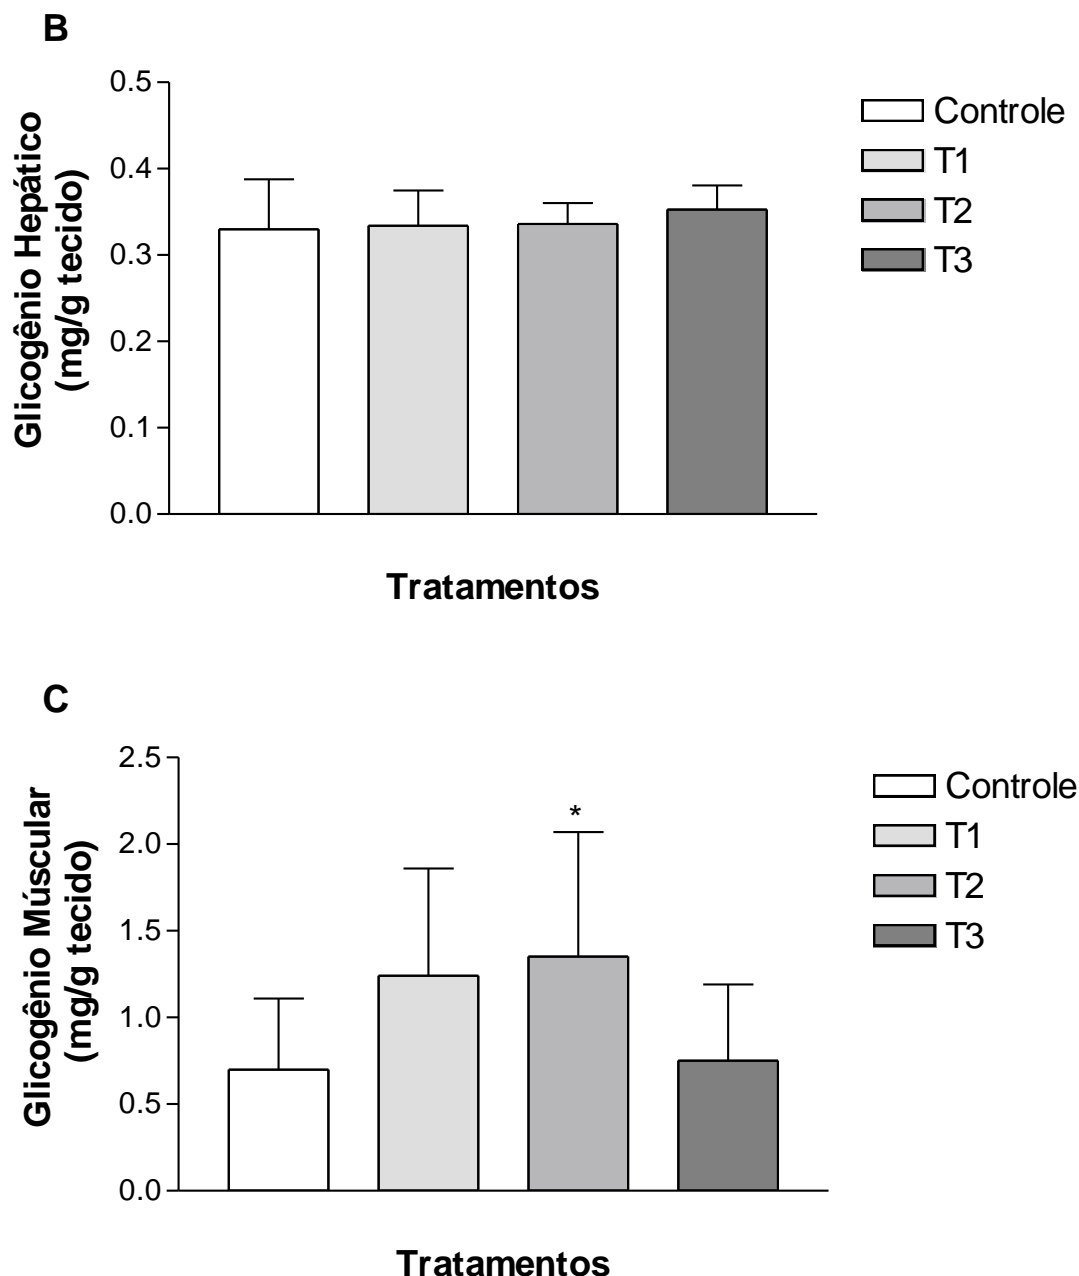 B
Glicogênio Hepático
(mg/g tecido)
0.5
0.4
0.3
0.2
0.1
0.0
Tratamentos
Controle
T1
T2
T3
C
Glicogênio Múscular
(mg/g tecido)
2.5
2.0
1.5
1.0
0.5
0.0
*
Tratamentos
Controle
T1
T2
T3